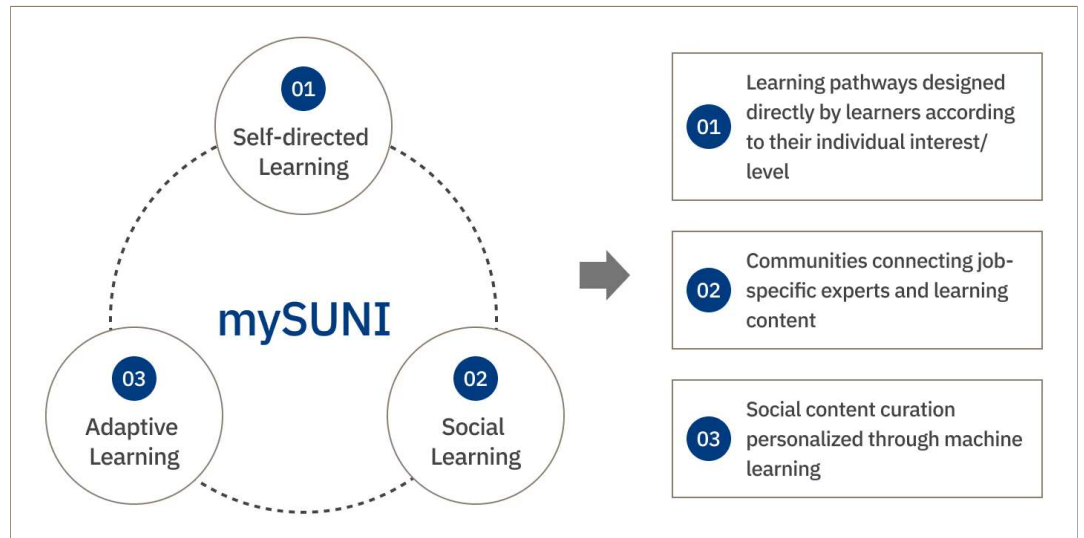 01
Self-directed
Learning
mySUNI
03
Adaptive
Learning
02
Social
Learning
01
Learning pathways designed
directly by learners according
to their individual interest/
level
02
Communities connecting job-
specific experts and learning
content
03
Social content curation
personalized through machine
learning